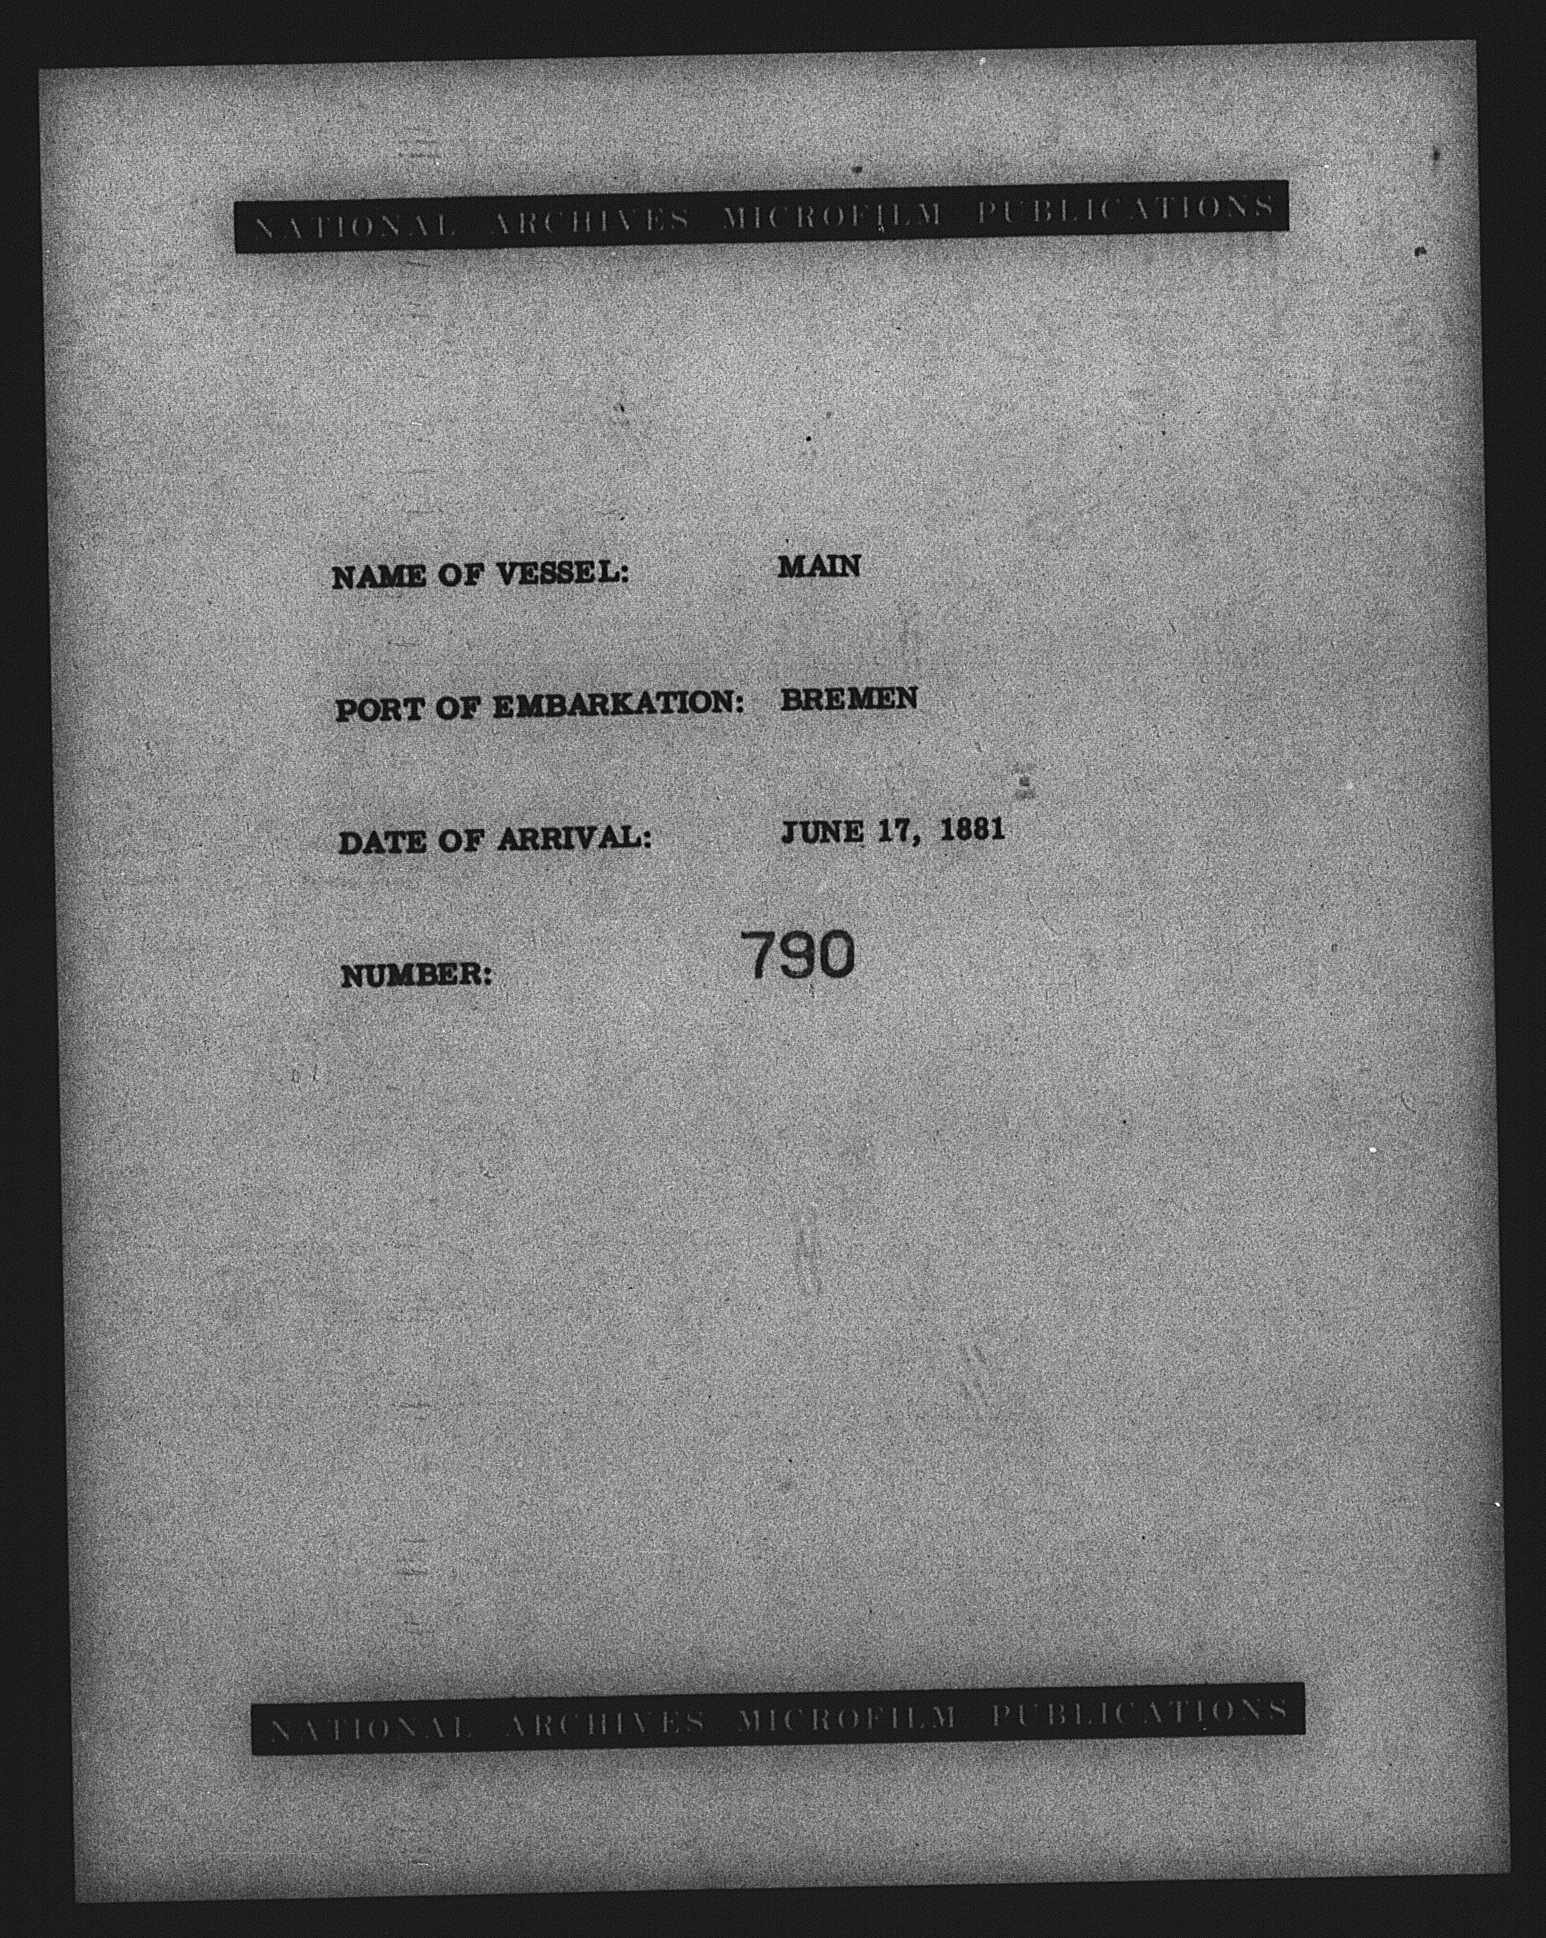 NATIONAL ARCHIVES MICROFILM PUBLICATIONS
NAME OF VESSEL: MAIN
PORT OF EMBARKATION: BREMEN
DATE OF ARRIVAL: JUNE 17, 1881
NUMBER: 790
NATIONAL ARCHIVES MICROFILM PUBLICATIONS